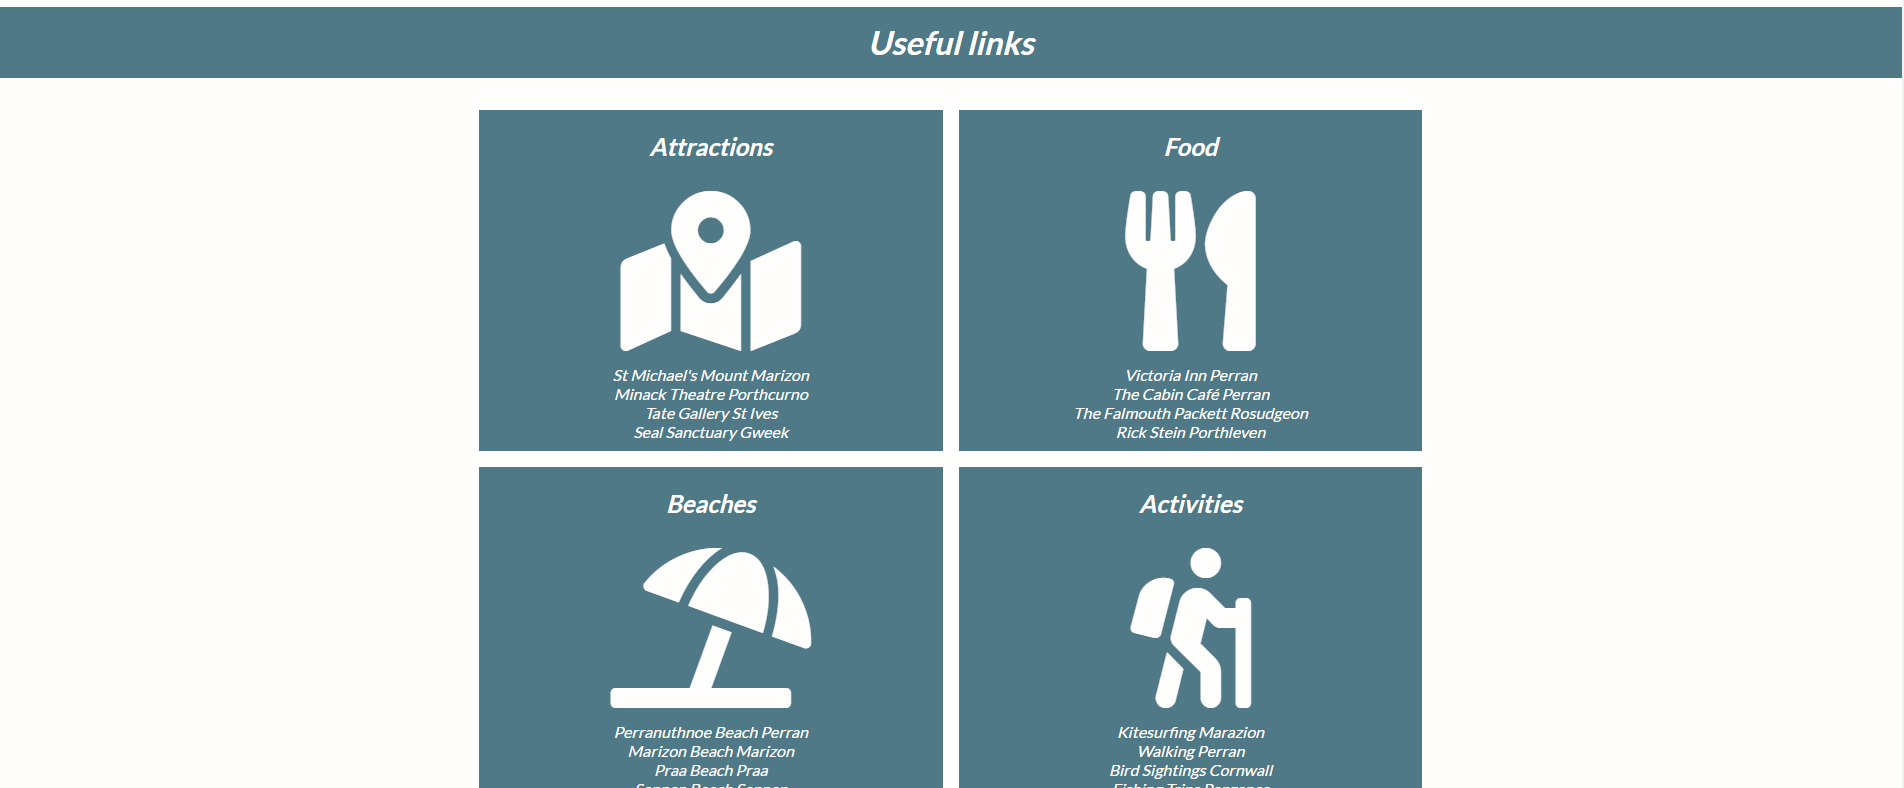 Useful links
Attractions
St Michael's Mount Marizon
Minack Theatre Porthcurno
Tate Gallery St Ives
Seal Sanctuary Gweek
Food
Victoria Inn Perran
The Cabin Café Perran
The Falmouth Packett Rosudgeon
Rick Stein Porthleven
Beaches
Perranuthnoe Beach Perran
Marizon Beach Marizon
Praa Beach Praa
Activities
Kitesurfing Marazion
Walking Perran
Bird Sightings Cornwall